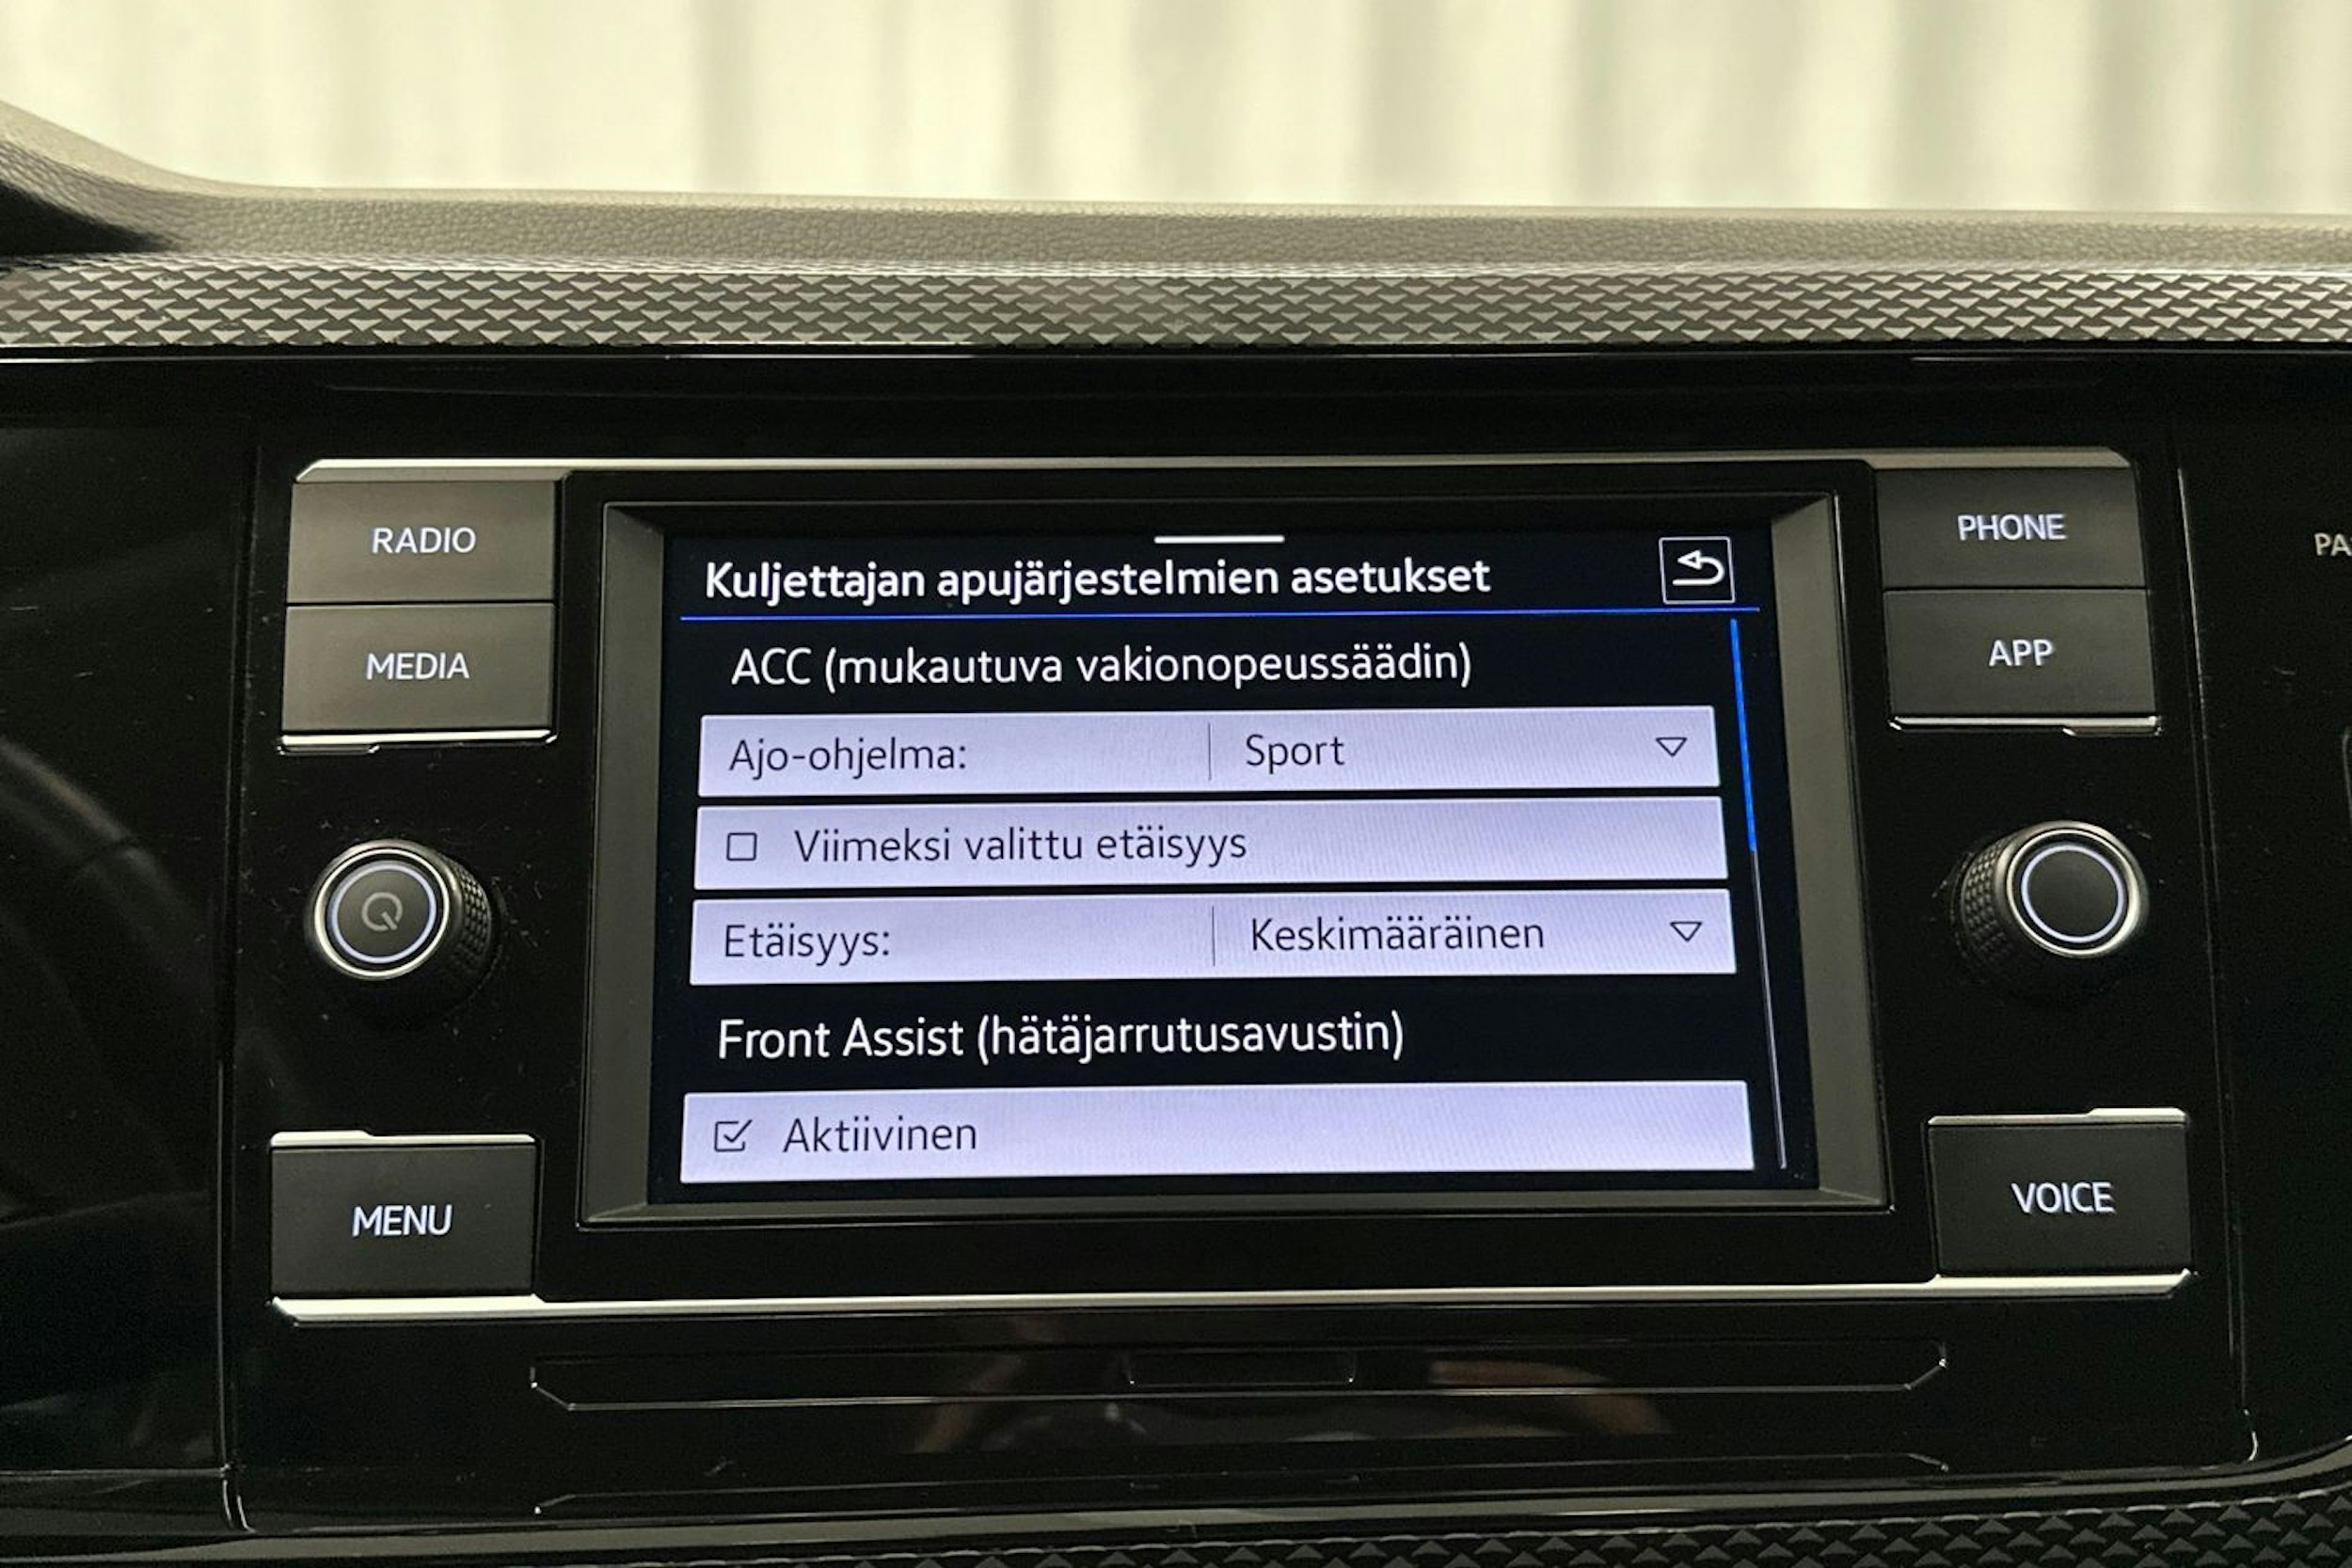 RADIO
MEDIA
MENU
Kuljettajan apujärjestelmien asetukset
ACC (mukautuva vakionopeussäädin)
Ajo-ohjelma: Sport
Viimeksi valittu etäisyys
Etäisyys: Keskimääräinen
Front Assist (hätäjarrutusavustin)
Aktiivinen
PHONE
APP
VOICE